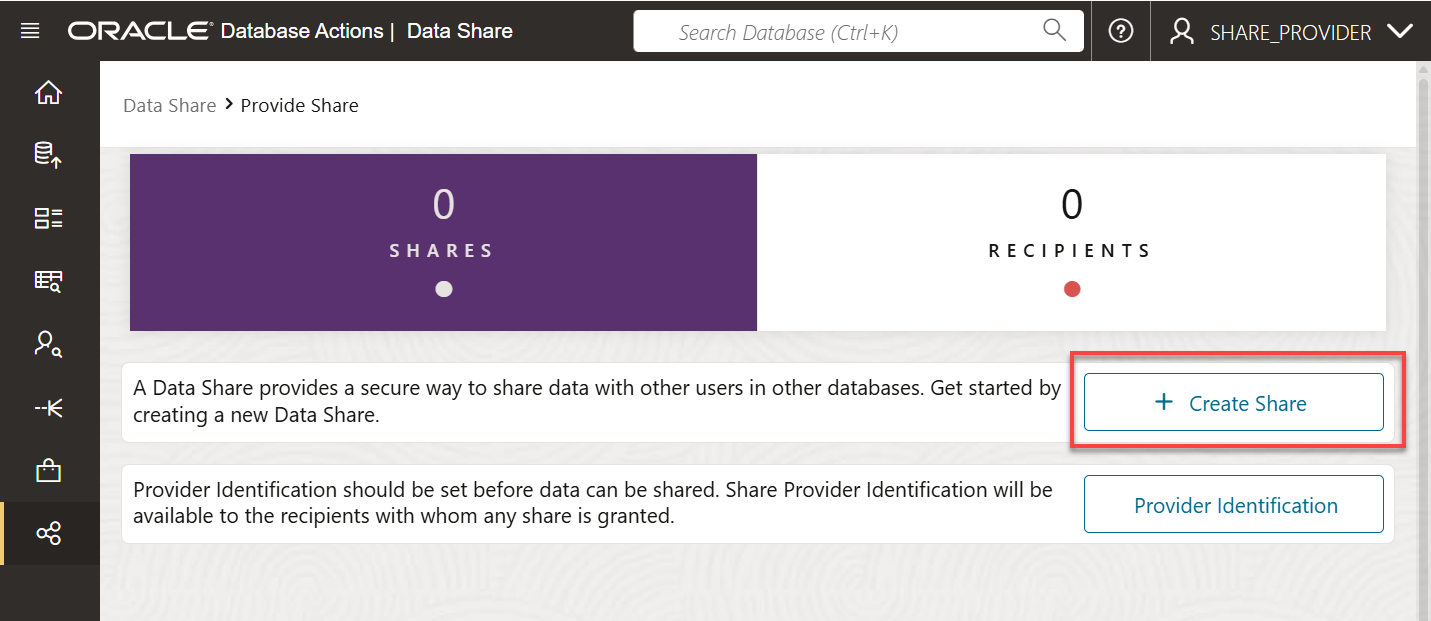 ORACLE Database Actions | Data Share
Search Database (Ctrl+K)
SHARE_PROVIDER
Data Share > Provide Share
0
SHARES
0
RECIPIENTS
A Data Share provides a secure way to share data with other users in other databases. Get started by
creating a new Data Share.
+ Create Share
Provider Identification should be set before data can be shared. Share Provider Identification will be
available to the recipients with whom any share is granted.
Provider Identification